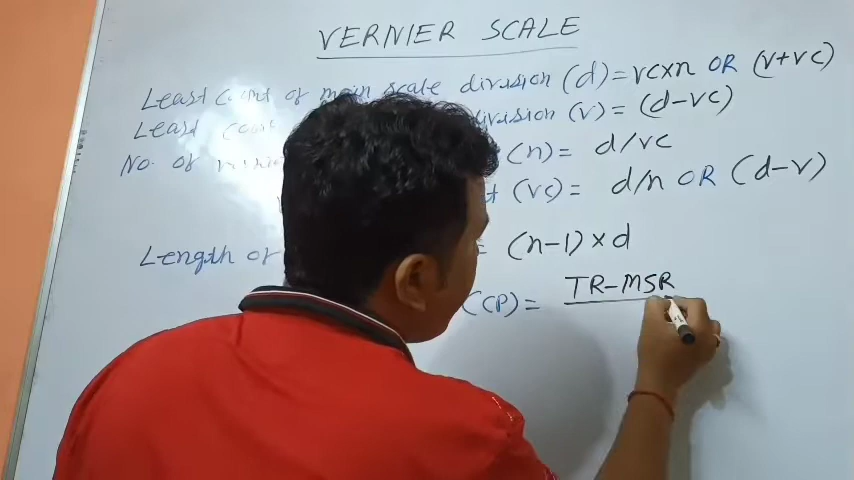 VERNIER SCALE
Least count of main scale division (d) = VC×n OR (V+VC)
Least division (V) = (d-VC)
No. of (n) = d/VC
(VC) = d/n OR (d-V)
Length of = (n-1)×d
(CP) = TR-MSR